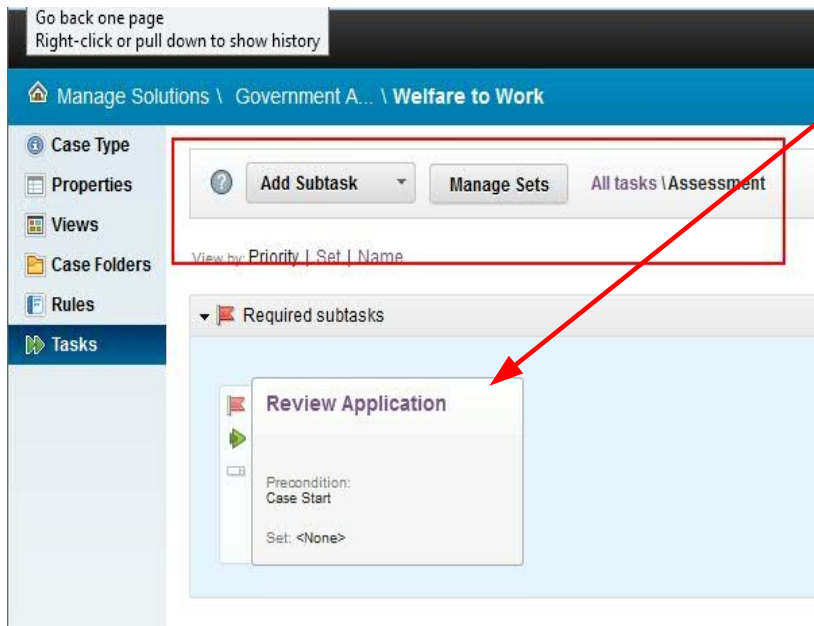 Go back one page
Right-click or pull down to show history
Manage Solutions \ Government A... \ Welfare to Work
Case Type
Properties
Views
Case Folders
Rules
Tasks
Add Subtask
Manage Sets
All tasks \ Assessment
View by: Priority | Set | Name
Required subtasks
Review Application
Precondition:
Case Start
Set: <None>